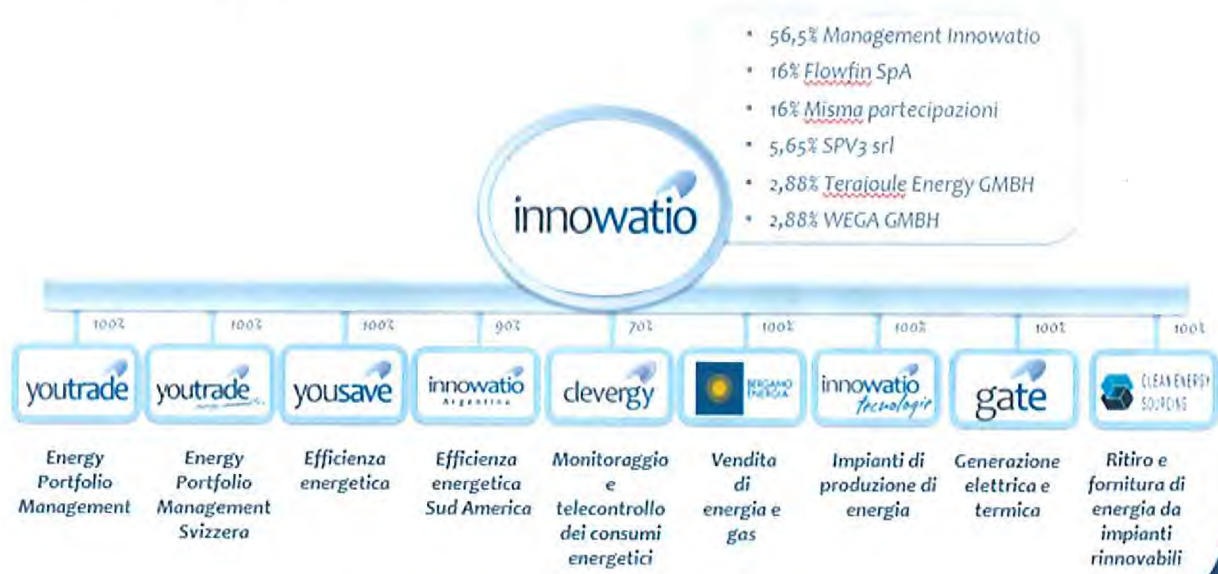 • 56,5% Management Innowatio
• 16% Flowfin SpA
• 16% Misma partecipazioni
• 5,65% SPV3 srl
• 2,88% Terajoule Energy GMBH
• 2,88% WEGA GMBH
innowatio
100% 100% 100% 90% 70% 100% 100% 100% 100%
youtrade
youtrade
yousave
innowatio
Argentina
clevergy
BERGAMO
ENERGIA
innowatio
tecnologie
gate
CLEAN ENERGY
SOURCING
Energy
Portfolio
Management
Energy
Portfolio
Management
Svizzera
Efficienza
energetica
Efficienza
energetica
Sud America
Monitoraggio
e
telecontrollo
dei consumi
energetici
Vendita
di
energia e
gas
Impianti di
produzione di
energia
Generazione
elettrica e
termica
Ritiro e
fornitura di
energia da
impianti
rinnovabili